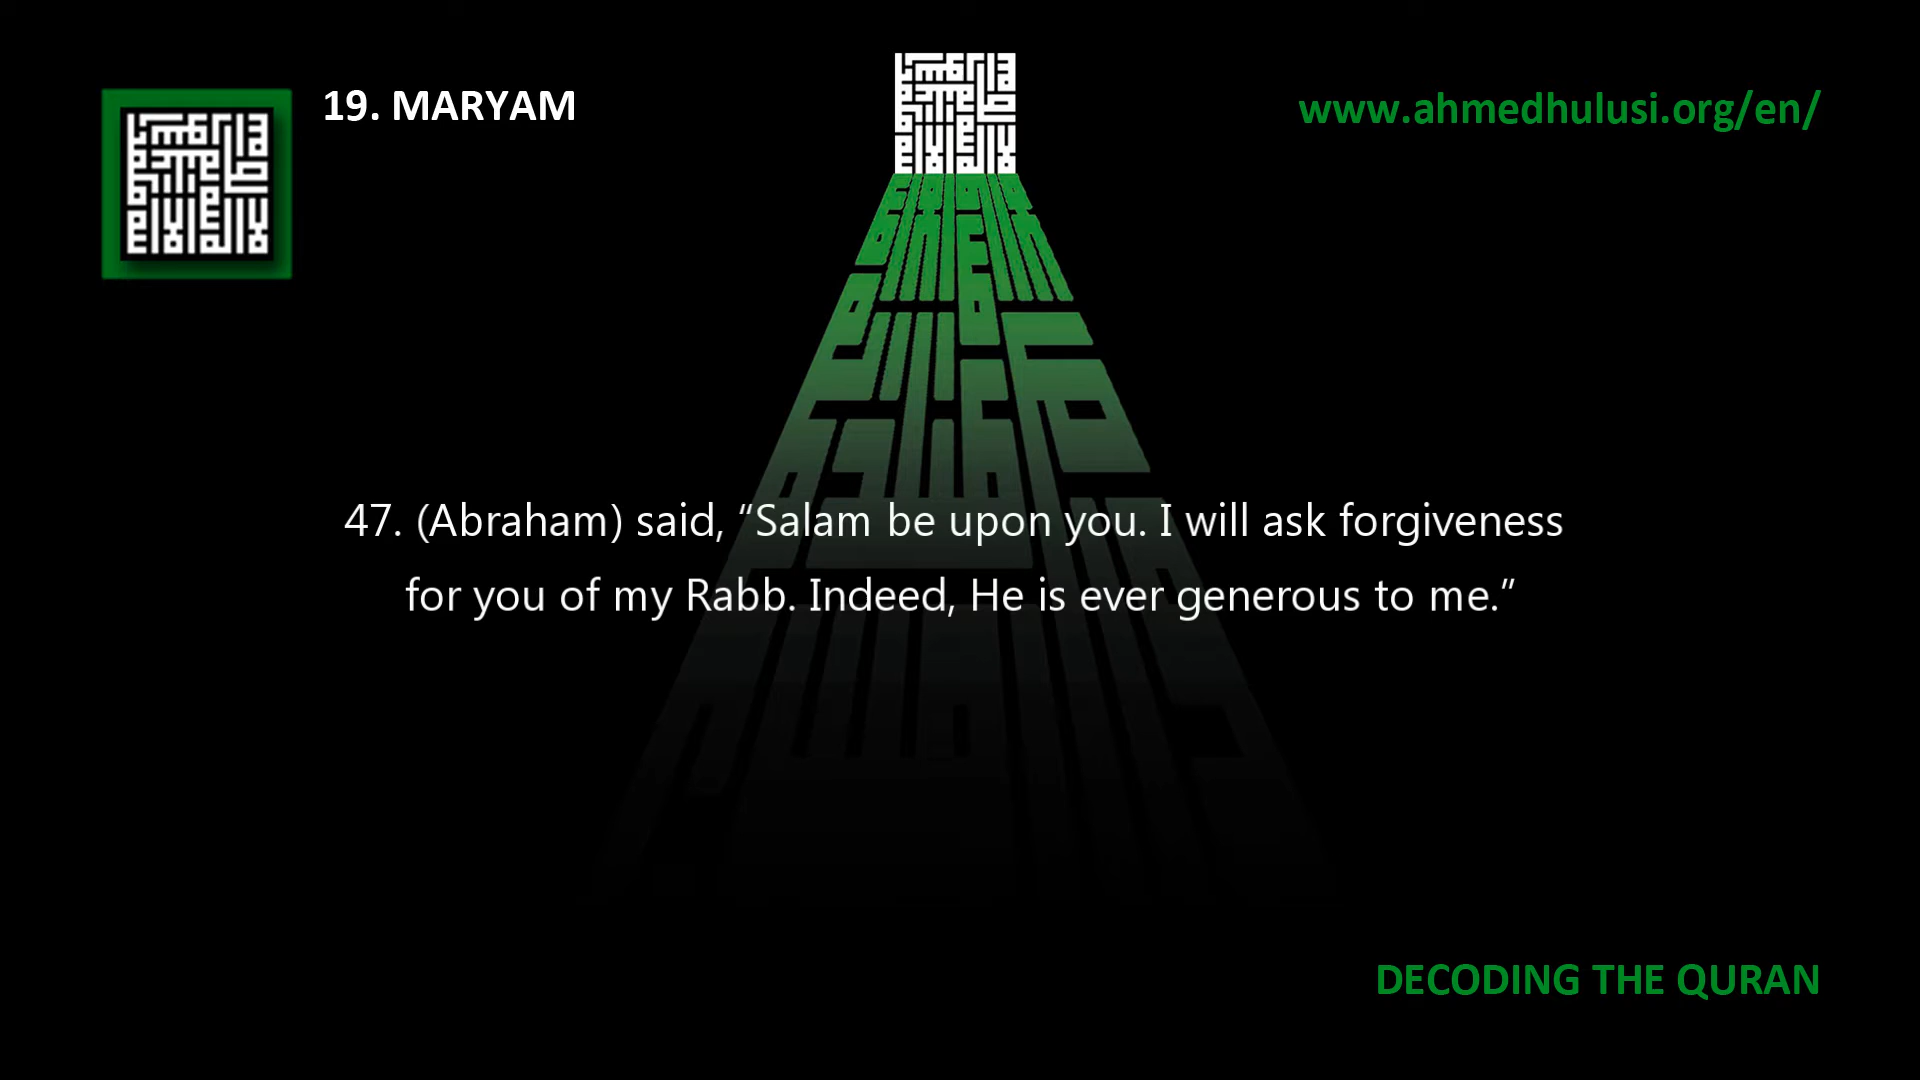 19. MARYAM
www.ahmedhulusi.org/en/
47. (Abraham) said, “Salam be upon you. I will ask forgiveness
for you of my Rabb. Indeed, He is ever generous to me.”
DECODING THE QURAN